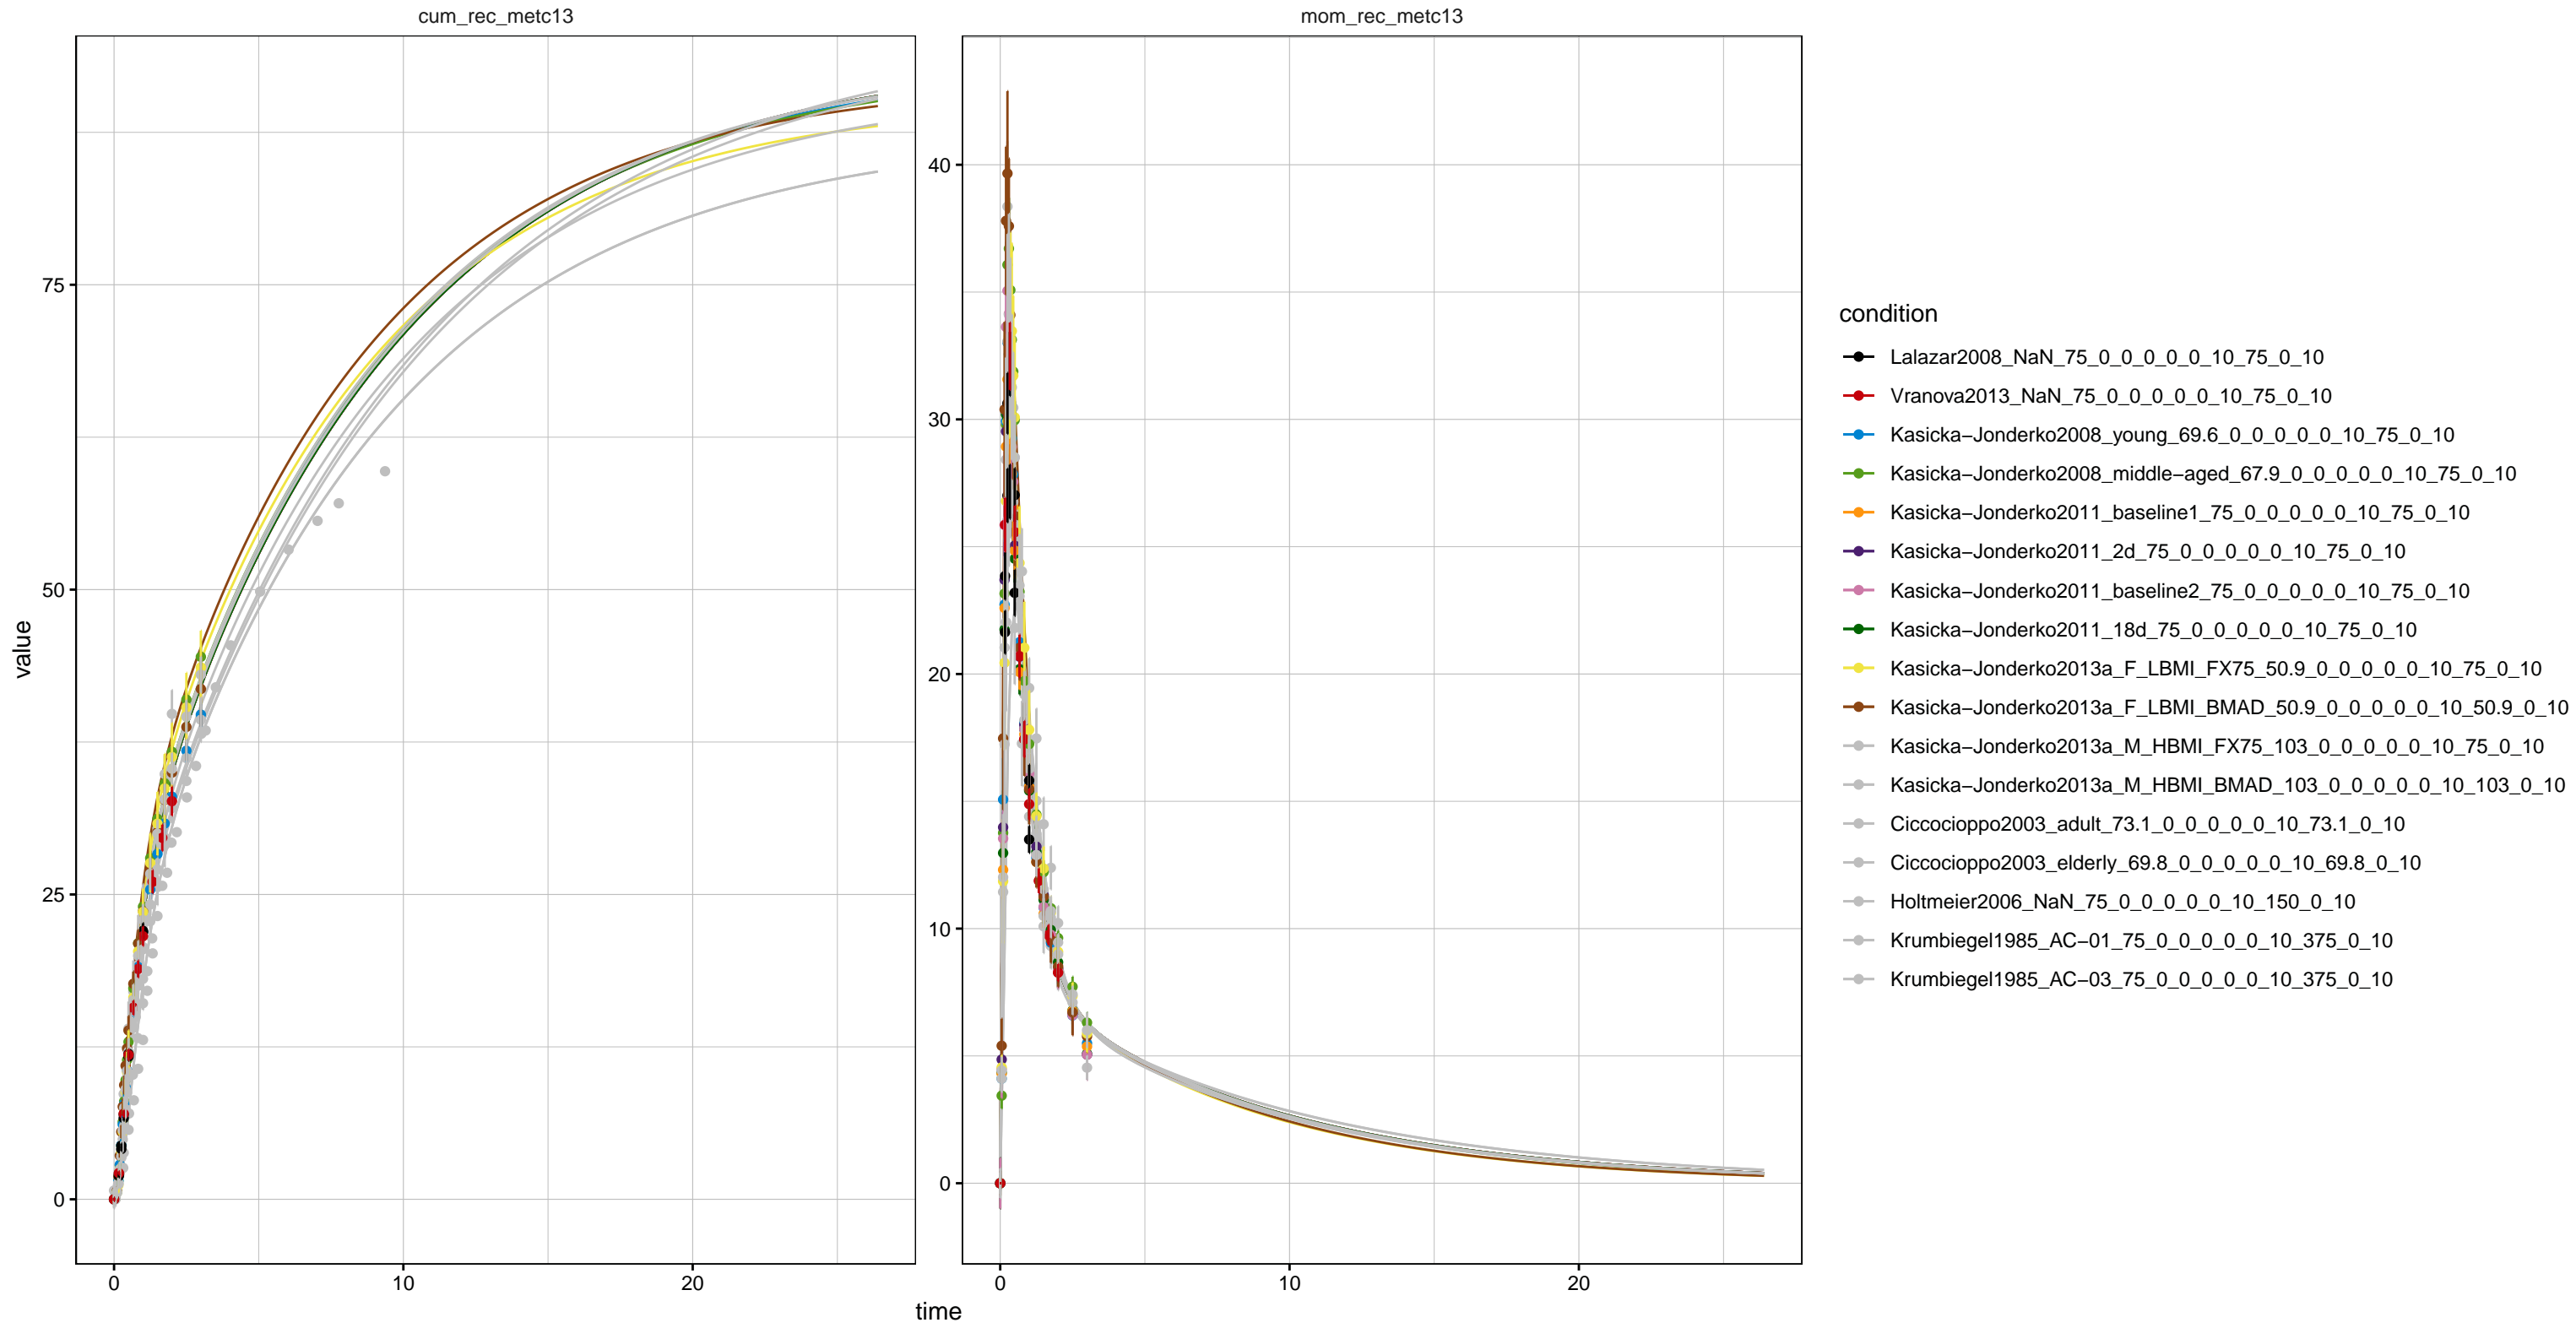 cum_rec_metc13
mom_rec_metc13
75
50
25
0
40
30
20
10
0
value
0
10
20
0
10
20
time
condition
Lalazar2008_NaN_75_0_0_0_0_0_10_75_0_10
Vranova2013_NaN_75_0_0_0_0_0_10_75_0_10
Kasicka−Jonderko2008_young_69.6_0_0_0_0_0_10_75_0_10
Kasicka−Jonderko2008_middle−aged_67.9_0_0_0_0_0_10_75_0_10
Kasicka−Jonderko2011_baseline1_75_0_0_0_0_0_10_75_0_10
Kasicka−Jonderko2011_2d_75_0_0_0_0_0_10_75_0_10
Kasicka−Jonderko2011_baseline2_75_0_0_0_0_0_10_75_0_10
Kasicka−Jonderko2011_18d_75_0_0_0_0_0_10_75_0_10
Kasicka−Jonderko2013a_F_LBMI_FX75_50.9_0_0_0_0_0_10_75_0_10
Kasicka−Jonderko2013a_F_LBMI_BMAD_50.9_0_0_0_0_0_10_50.9_0_10
Kasicka−Jonderko2013a_M_HBMI_FX75_103_0_0_0_0_0_10_75_0_10
Kasicka−Jonderko2013a_M_HBMI_BMAD_103_0_0_0_0_0_10_103_0_10
Ciccocioppo2003_adult_73.1_0_0_0_0_0_10_73.1_0_10
Ciccocioppo2003_elderly_69.8_0_0_0_0_0_10_69.8_0_10
Holtmeier2006_NaN_75_0_0_0_0_0_10_150_0_10
Krumbiegel1985_AC−01_75_0_0_0_0_0_10_375_0_10
Krumbiegel1985_AC−03_75_0_0_0_0_0_10_375_0_10